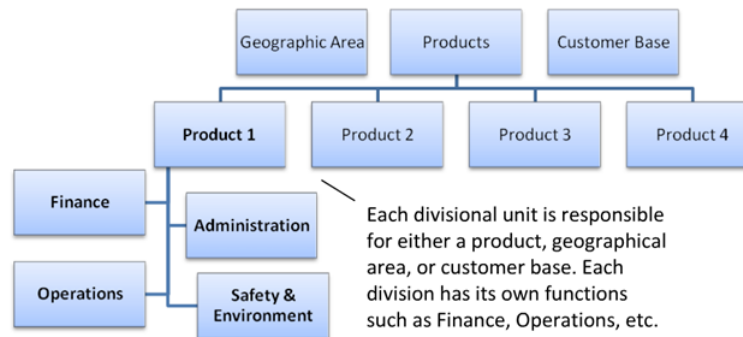 Geographic Area
Products
Customer Base
Product 1
Product 2
Product 3
Product 4
Finance
Administration
Operations
Safety &
Environment
Each divisional unit is responsible
for either a product, geographical
area, or customer base. Each
division has its own functions
such as Finance, Operations, etc.